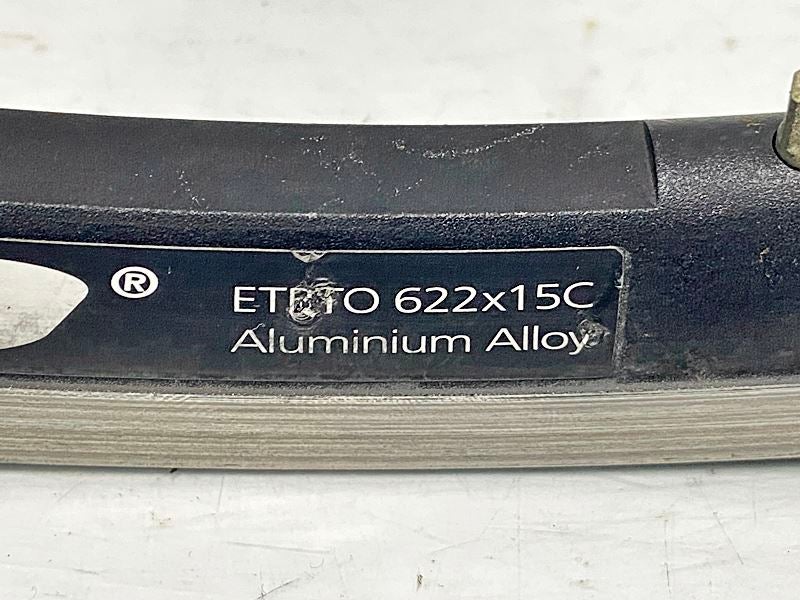 ®
ETRTO 622x15C
Aluminium Alloy